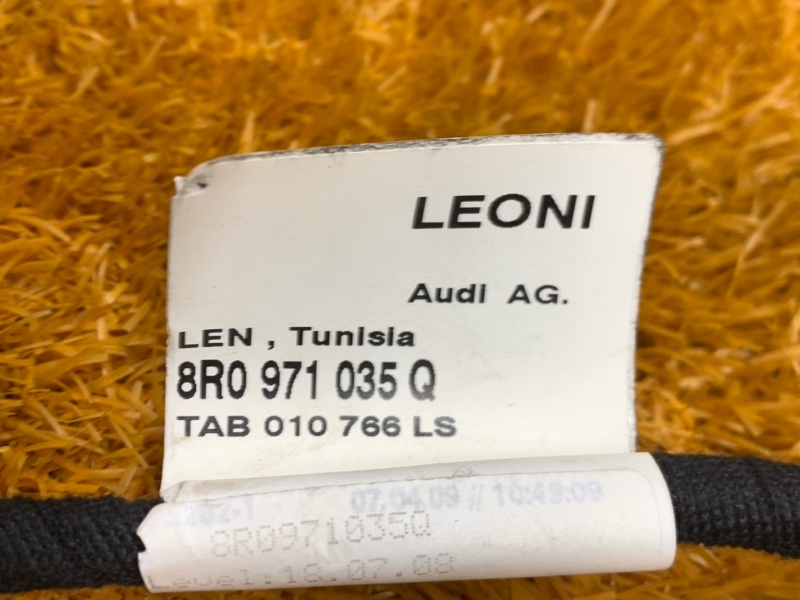 LEONI
Audi AG.
LEN , Tunisia
8R0 971 035 Q
TAB 010 766 LS
07.04.09 // 10:49:09
8R0971035Q
Level:18.07.08